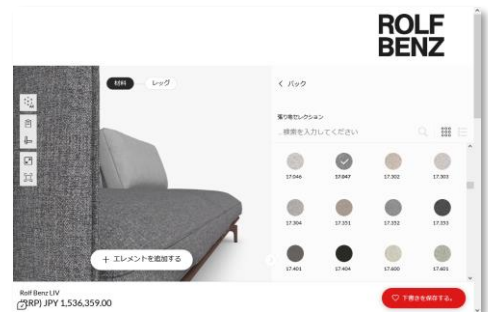 ROLF
BENZ
材料
レッグ
バック
張り地セレクション
...検索を入力してください
17.046
17.047
17.302
17.303
17.304
17.351
17.352
17.353
17.401
17.404
17.600
17.601
+ エレメントを追加する
Rolf Benz LIV
(RRP) JPY 1,536,359.00
下書きを保存する。